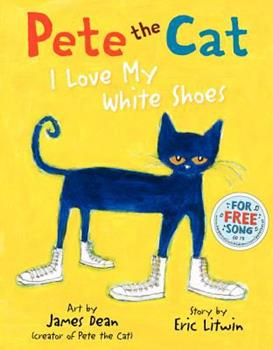 Pete the Cat
I Love My
White Shoes
FOR
FREE
SONG
Art by
James Dean
(creator of Pete the Cat)
Story by
Eric Litwin